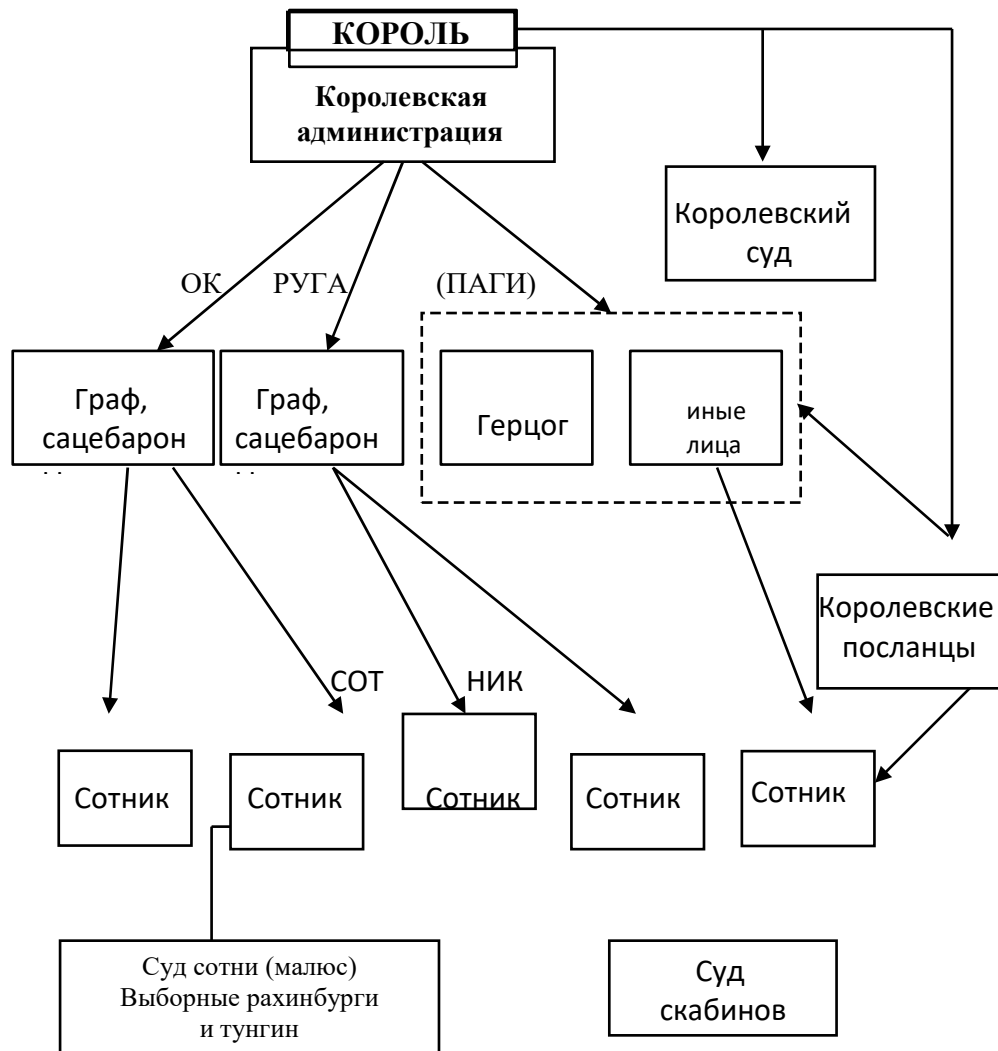 КОРОЛЬ
Королевская
администрация
Королевский
суд
ОК РУГА (ПАГИ)
Граф,
сацебарон
Граф,
сацебарон
Герцог
иные
лица
Королевские
посланцы
СОТ НИК
Сотник
Сотник
Сотник
Сотник
Сотник
Суд сотни (малюс)
Выборные рахинбурги
и тунгин
Суд
скабинов